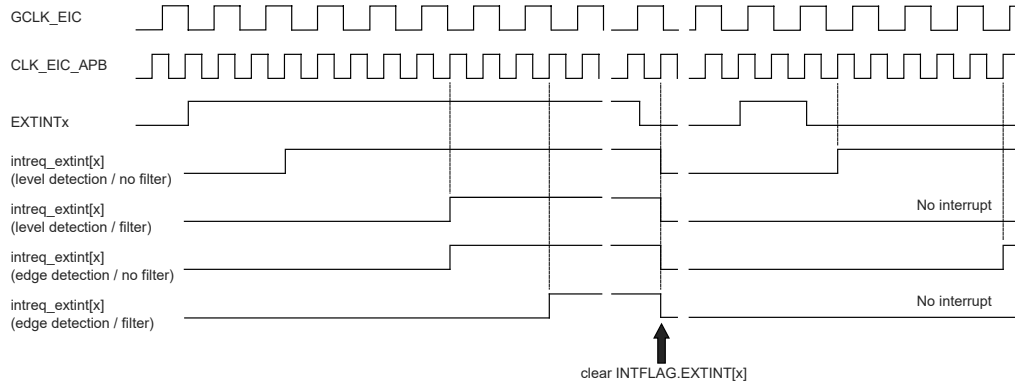 GCLK_EIC
CLK_EIC_APB
EXTINTx
intreq_extint[x]
(level detection / no filter)
intreq_extint[x]
(level detection / filter)
No interrupt
intreq_extint[x]
(edge detection / no filter)
intreq_extint[x]
(edge detection / filter)
No interrupt
clear INTFLAG.EXTINT[x]